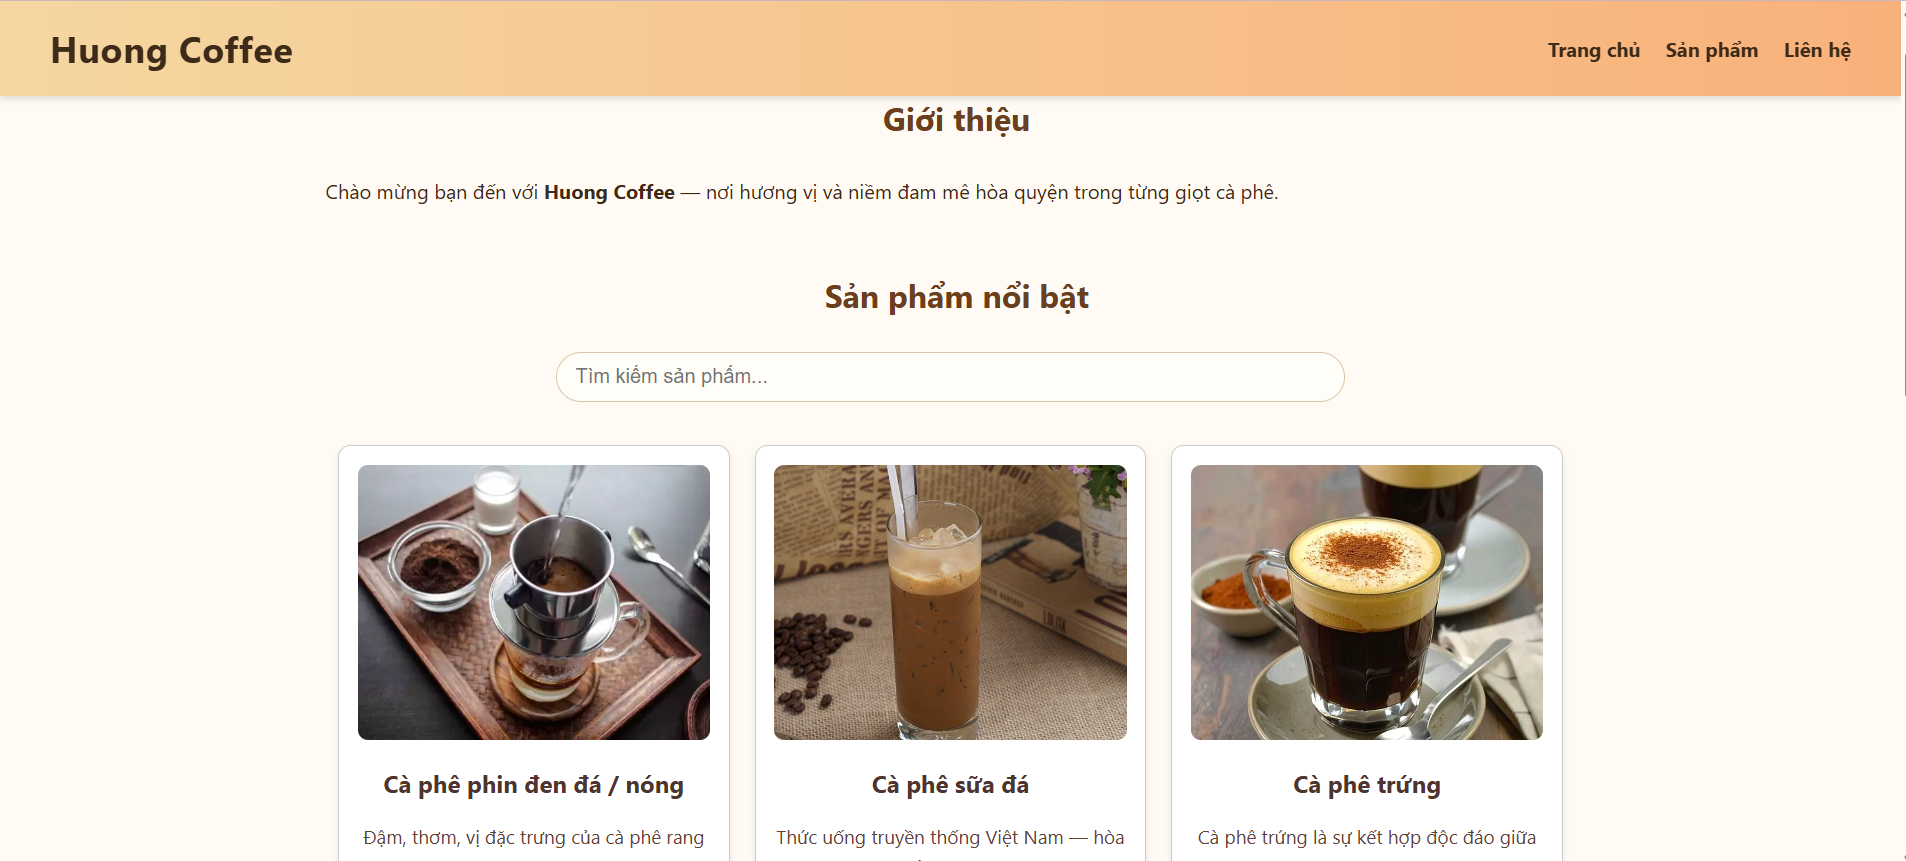 Huong Coffee
Trang chủ Sản phẩm Liên hệ
Giới thiệu
Chào mừng bạn đến với Huong Coffee — nơi hương vị và niềm đam mê hòa quyện trong từng giọt cà phê.
Sản phẩm nổi bật
Tìm kiếm sản phẩm...
LOLITA
Cà phê phin đen đá / nóng
Cà phê sữa đá
Cà phê trứng
Đậm, thơm, vị đặc trưng của cà phê rang
Thức uống truyền thống Việt Nam — hòa
Cà phê trứng là sự kết hợp độc đáo giữa